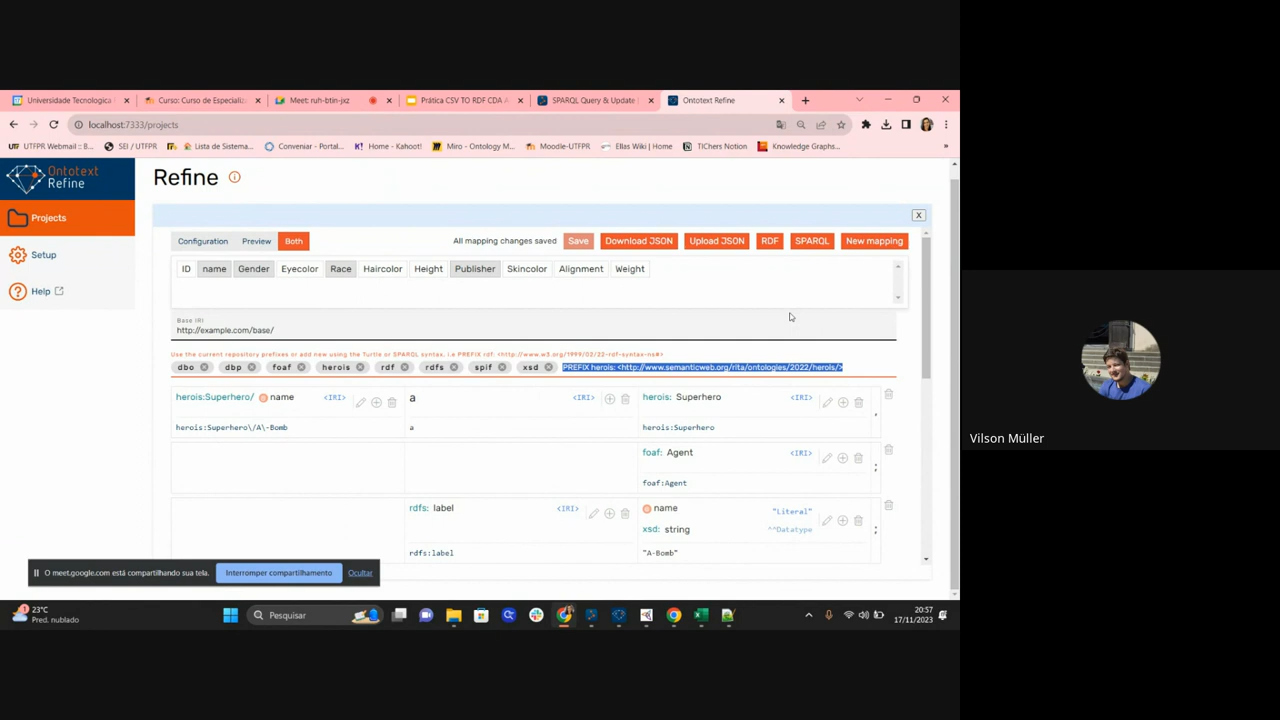 Universidade Tecnologica
Curso: Curso de Especializ
Meet: ruh-btin-jxz
Prática CSV TO RDF CDA A
SPARQL Query & Update
Ontotext Refine
localhost:7333/projects
UTFPR Webmail :: B...
SEI / UTFPR
Lista de Sistema...
Conveniar - Portal...
Home - Kahoot!
Miro - Ontology M...
Moodle-UTFPR
Ellas Wiki | Home
TIChers Notion
Knowledge Graphs...
»
Ontotext
Refine
Projects
Setup
Help
Refine
X
Configuration Preview Both
All mapping changes saved Save Download JSON Upload JSON RDF SPARQL New mapping
ID name Gender Eyecolor Race Haircolor Height Publisher Skincolor Alignment Weight
Base IRI
http://example.com/base/
Use the current repository prefixes or add new using the Turtle or SPARQL syntax, i.e PREFIX rdf: <http://www.w3.org/1999/02/22-rdf-syntax-ns#>
dbo dbp foaf herois rdf rdfs spif xsd PREFIX herois: <http://www.semanticweb.org/rita/ontologies/2022/herois/>
herois:Superhero/ name <IRI> a <IRI> herois: Superhero <IRI> ,
herois:Superhero\/A\-Bomb a herois:Superhero
foaf: Agent <IRI> ;
foaf:Agent
rdfs: label <IRI> name "Literal"
xsd: string ^^Datatype ;
rdfs:label "A-Bomb"
O meet.google.com está compartilhando sua tela. Interromper compartilhamento Ocultar
1
23°C
Pred. nublado
Pesquisar
20:57
17/11/2023
Vilson Müller